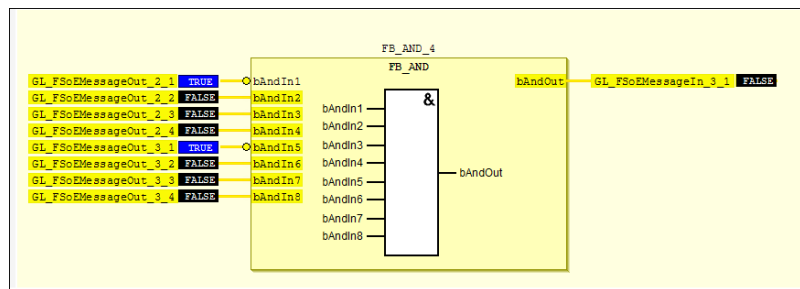 FB_AND_4
FB_AND
GL_FSoEMessageOut_2_1 TRUE bAndIn1
GL_FSoEMessageOut_2_2 FALSE bAndIn2
GL_FSoEMessageOut_2_3 FALSE bAndIn3
GL_FSoEMessageOut_2_4 FALSE bAndIn4
GL_FSoEMessageOut_3_1 TRUE bAndIn5
GL_FSoEMessageOut_3_2 FALSE bAndIn6
GL_FSoEMessageOut_3_3 FALSE bAndIn7
GL_FSoEMessageOut_3_4 FALSE bAndIn8
&
bAndIn1
bAndIn2
bAndIn3
bAndIn4
bAndIn5
bAndIn6
bAndIn7
bAndIn8
bAndOut
bAndOut GL_FSoEMessageIn_3_1 FALSE